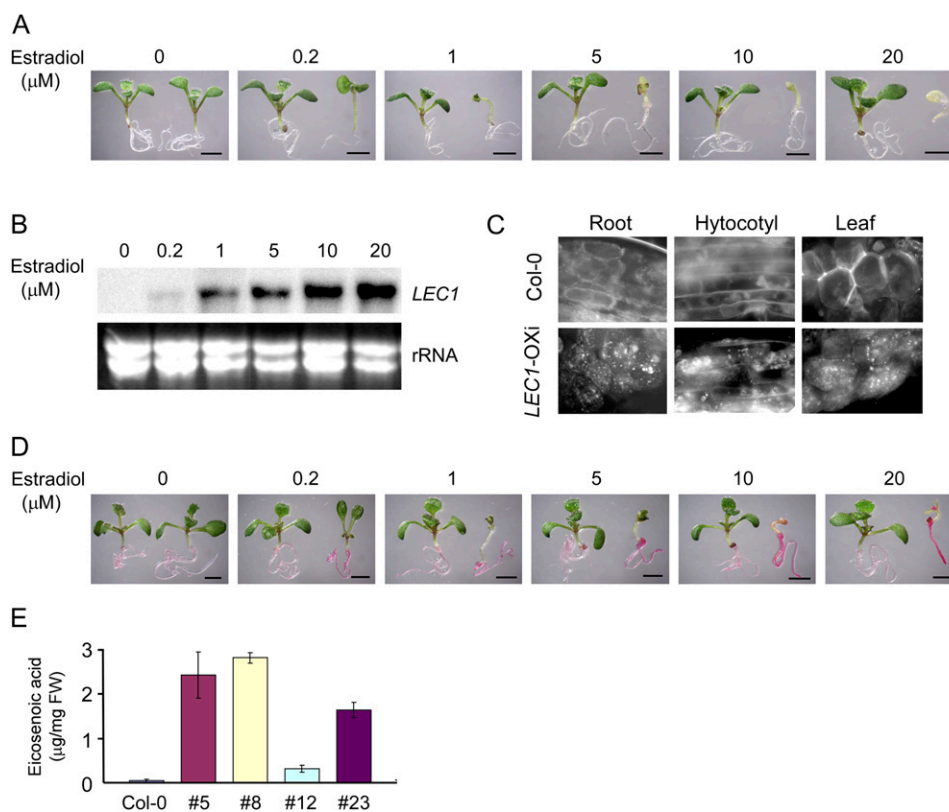 A
Estradiol (μM) 0 0.2 1 5 10 20
B
Estradiol (μM) 0 0.2 1 5 10 20
LEC1
rRNA
C
Root Hytocotyl Leaf
Col-0
LEC1-OXi
D
Estradiol (μM) 0 0.2 1 5 10 20
E
Eicosenoic acid (μg/mg FW)
3
2
1
0
Col-0 #5 #8 #12 #23